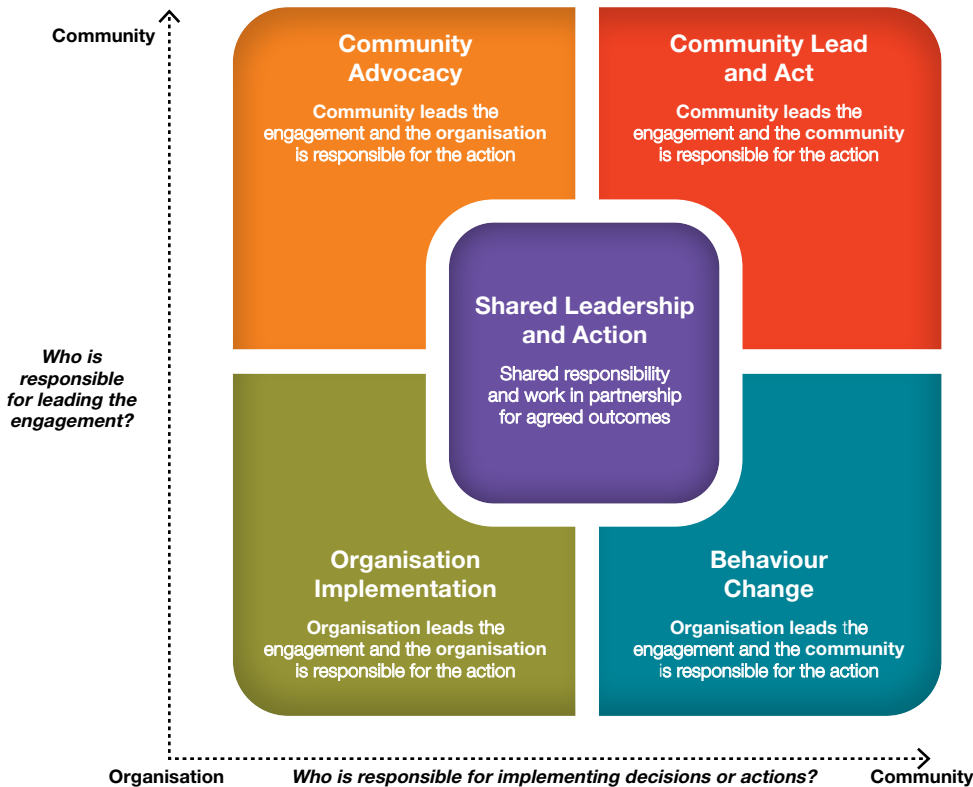 Community
Community
Advocacy
Community leads the
engagement and the organisation
is responsible for the action
Community Lead
and Act
Community leads the
engagement and the community
is responsible for the action
Who is
responsible
for leading the
engagement?
Shared Leadership
and Action
Shared responsibility
and work in partnership
for agreed outcomes
Organisation
Implementation
Organisation leads the
engagement and the organisation
is responsible for the action
Behaviour
Change
Organisation leads the
engagement and the community
is responsible for the action
Organisation
Who is responsible for implementing decisions or actions?
Community